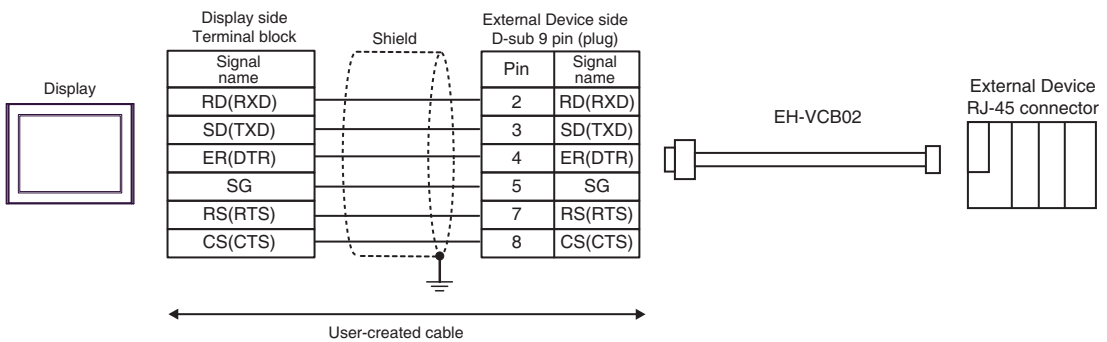 Display side
Terminal block
Shield
External Device side
D-sub 9 pin (plug)
Signal
name
Pin
Signal
name
Display
RD(RXD)
2
RD(RXD)
SD(TXD)
3
SD(TXD)
ER(DTR)
4
ER(DTR)
SG
5
SG
RS(RTS)
7
RS(RTS)
CS(CTS)
8
CS(CTS)
EH-VCB02
External Device
RJ-45 connector
User-created cable